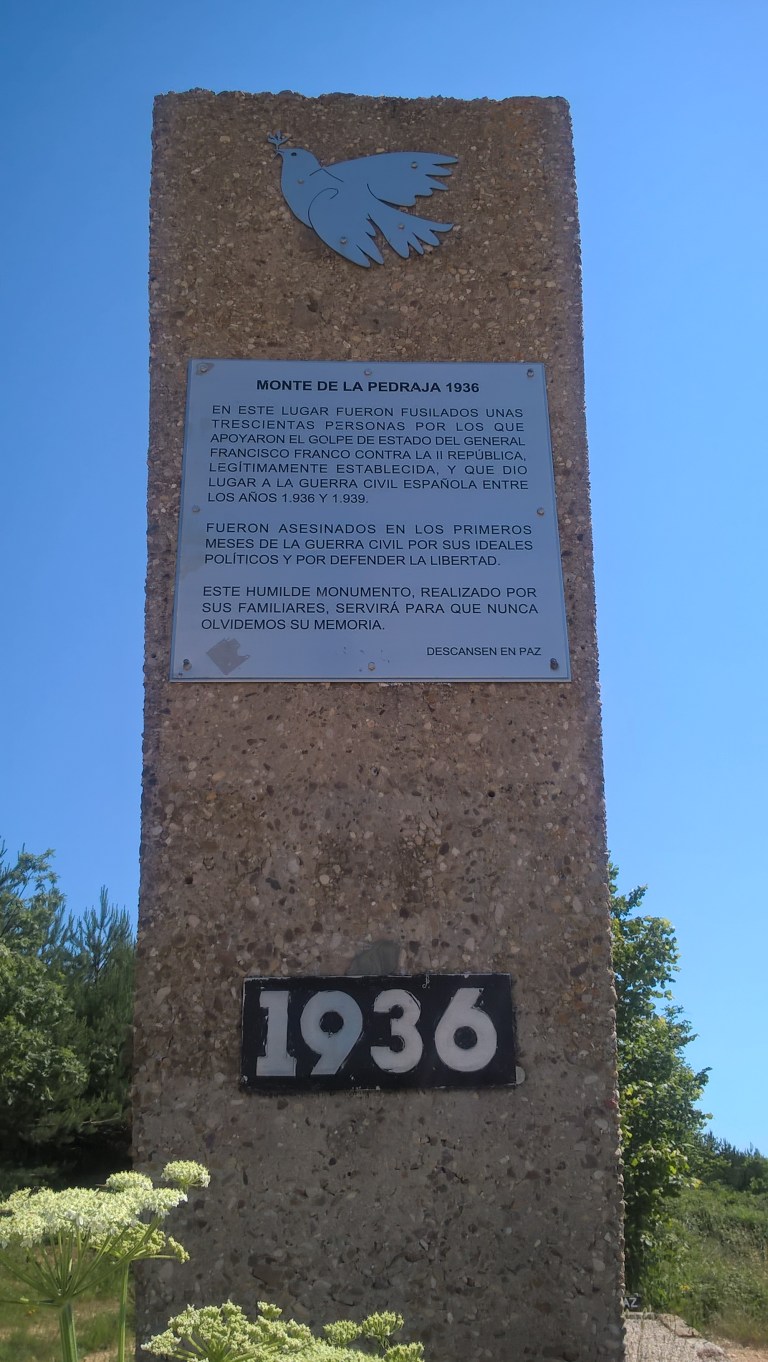 MONTE DE LA PEDRAJA 1936
EN ESTE LUGAR FUERON FUSILADOS UNAS
TRESCIENTAS PERSONAS POR LOS QUE
APOYARON EL GOLPE DE ESTADO DEL GENERAL
FRANCISCO FRANCO CONTRA LA II REPÚBLICA,
LEGÍTIMAMENTE ESTABLECIDA, Y QUE DIO
LUGAR A LA GUERRA CIVIL ESPAÑOLA ENTRE
LOS AÑOS 1.936 Y 1.939.
FUERON ASESINADOS EN LOS PRIMEROS
MESES DE LA GUERRA CIVIL POR SUS IDEALES
POLÍTICOS Y POR DEFENDER LA LIBERTAD.
ESTE HUMILDE MONUMENTO, REALIZADO POR
SUS FAMILIARES, SERVIRÁ PARA QUE NUNCA
OLVIDEMOS SU MEMORIA.
DESCANSEN EN PAZ
1936